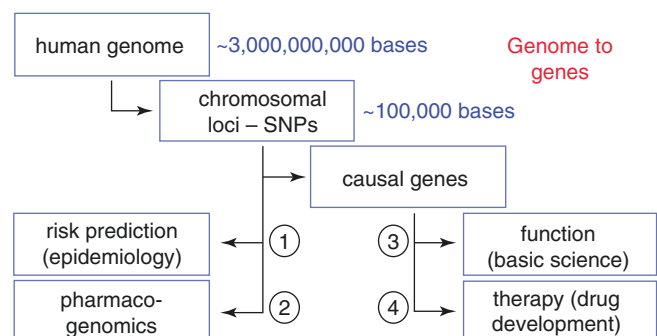 human genome
~3,000,000,000 bases
Genome to
genes
chromosomal
loci – SNPs
~100,000 bases
causal genes
risk prediction
(epidemiology)
1
3
function
(basic science)
pharmaco-
genomics
2
4
therapy (drug
development)